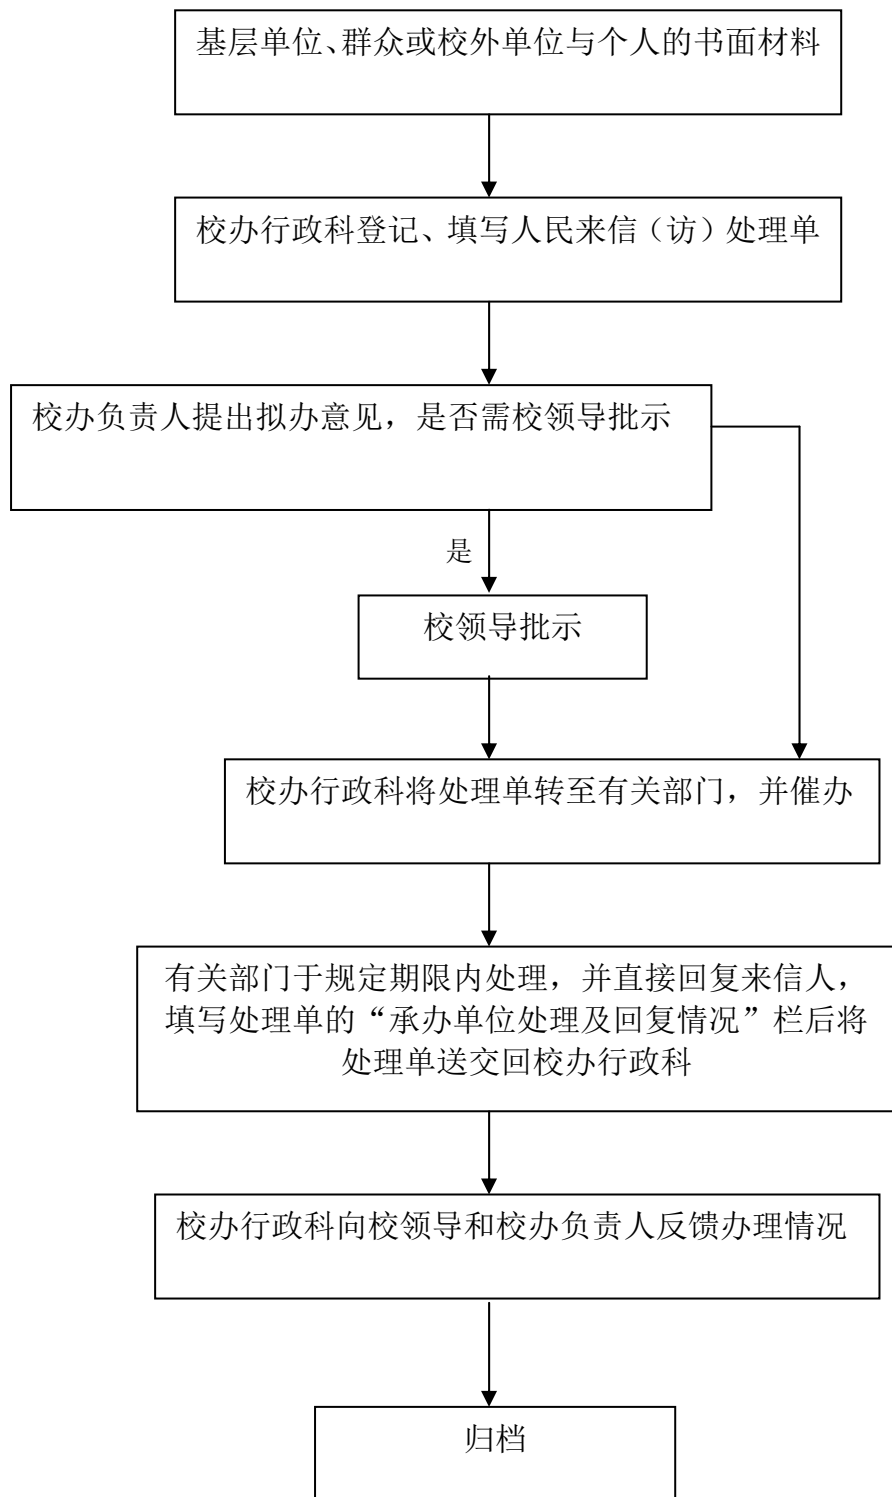 基层单位、群众或校外单位与个人的书面材料
校办行政科登记、填写人民来信（访）处理单
校办负责人提出拟办意见，是否需校领导批示
是
校领导批示
校办行政科将处理单转至有关部门，并催办
有关部门于规定期限内处理，并直接回复来信人，
填写处理单的“承办单位处理及回复情况”栏后将
处理单送交回校办行政科
校办行政科向校领导和校办负责人反馈办理情况
归档